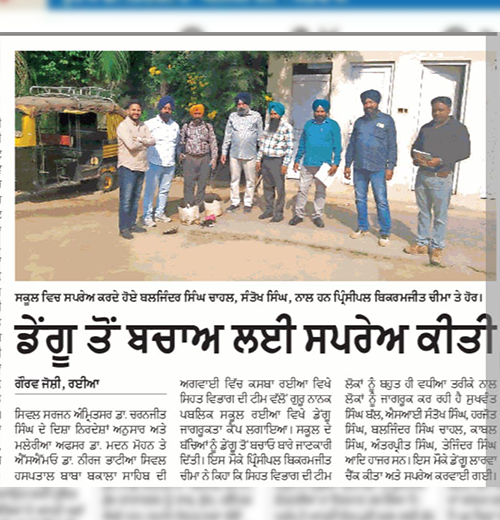 ਸਕੂਲ ਵਿਚ ਸਪਰੇਅ ਕਰਦੇ ਹੋਏ ਬਲਜਿੰਦਰ ਸਿੰਘ ਚਾਹਲ, ਸੰਤੋਖ ਸਿੰਘ, ਨਾਲ ਹਨ ਪ੍ਰਿੰਸੀਪਲ ਬਿਕਰਮਜੀਤ ਚੀਮਾ ਤੇ ਹੋਰ।
ਡੇਂਗੂ ਤੋਂ ਬਚਾਅ ਲਈ ਸਪਰੇਅ ਕੀਤੀ
ਗੌਰਵ ਜੋਸ਼ੀ, ਰਈਆ
ਸਿਵਲ ਸਰਜਨ ਅੰਮ੍ਰਿਤਸਰ ਡਾ. ਚਰਨਜੀਤ
ਸਿੰਘ ਦੇ ਦਿਸ਼ਾ ਨਿਰਦੇਸ਼ਾਂ ਅਨੁਸਾਰ ਅਤੇ
ਮਲੇਰੀਆ ਅਫਸਰ ਡਾ. ਮਦਨ ਮੋਹਨ ਤੇ
ਐੱਸਐੱਮਓ ਡਾ. ਨੀਰਜ ਭਾਟੀਆ ਸਿਵਲ
ਹਸਪਤਾਲ ਬਾਬਾ ਬਕਾਲਾ ਸਾਹਿਬ ਦੀ
ਅਗਵਾਈ ਵਿੱਚ ਕਸਬਾ ਰਈਆ ਵਿਖੇ
ਸਿਹਤ ਵਿਭਾਗ ਦੀ ਟੀਮ ਵੱਲੋਂ ਗੁਰੂ ਨਾਨਕ
ਪਬਲਿਕ ਸਕੂਲ ਰਈਆ ਵਿਖੇ ਡੇਂਗੂ
ਜਾਗਰੂਕਤਾ ਕੈਂਪ ਲਗਾਇਆ। ਸਕੂਲ ਦੇ
ਬੱਚਿਆਂ ਨੂੰ ਡੇਂਗੂ ਤੋਂ ਬਚਾਓ ਬਾਰੇ ਜਾਣਕਾਰੀ
ਦਿੱਤੀ। ਇਸ ਮੌਕੇ ਪ੍ਰਿੰਸੀਪਲ ਬਿਕਰਮਜੀਤ
ਚੀਮਾ ਨੇ ਕਿਹਾ ਕਿ ਸਿਹਤ ਵਿਭਾਗ ਦੀ ਟੀਮ
ਲੋਕਾਂ ਨੂੰ ਬਹੁਤ ਹੀ ਵਧੀਆ ਤਰੀਕੇ ਨਾਲ
ਲੋਕਾਂ ਨੂੰ ਜਾਗਰੂਕ ਕਰ ਰਹੀ ਹੈ ਸੁਖਵੰਤ
ਸਿੰਘ ਬੱਲ, ਐਸਆਈ ਸੰਤੋਖ ਸਿੰਘ, ਹਰਜੋਤ
ਸਿੰਘ, ਬਲਜਿੰਦਰ ਸਿੰਘ ਚਾਹਲ, ਕਾਬਲ
ਸਿੰਘ, ਅੰਤਰਪ੍ਰੀਤ ਸਿੰਘ, ਤੇਜਿੰਦਰ ਸਿੰਘ
ਆਦਿ ਹਾਜਰ ਸਨ। ਇਸ ਮੌਕੇ ਡੇਂਗੂ ਲਾਰਵਾ
ਚੈੱਕ ਕੀਤਾ ਅਤੇ ਸਪਰੇਅ ਕਰਵਾਈ ਗਈ।